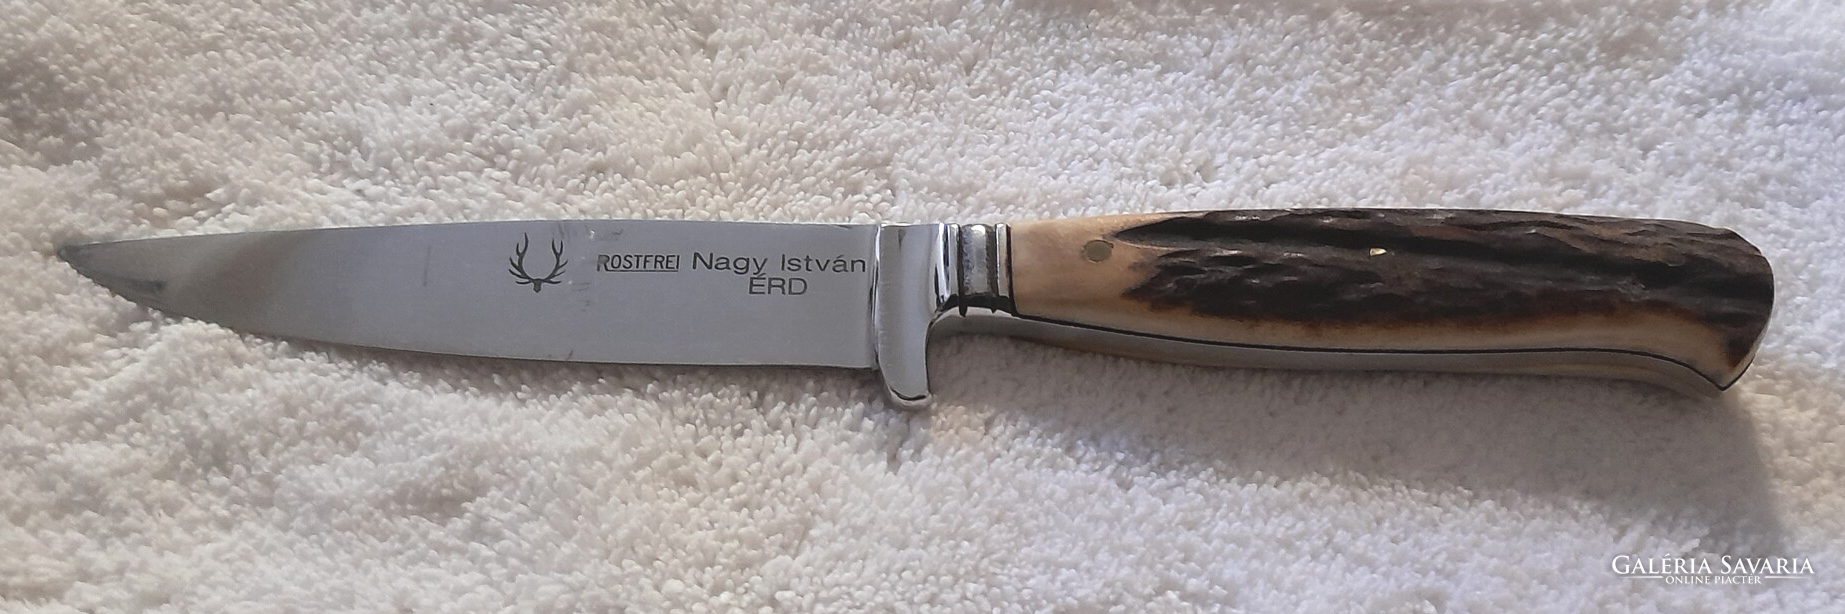 ROSTFREI Nagy István
ÉRD
GALÉRIA SAVARIA
ONLINE PIACTÉR